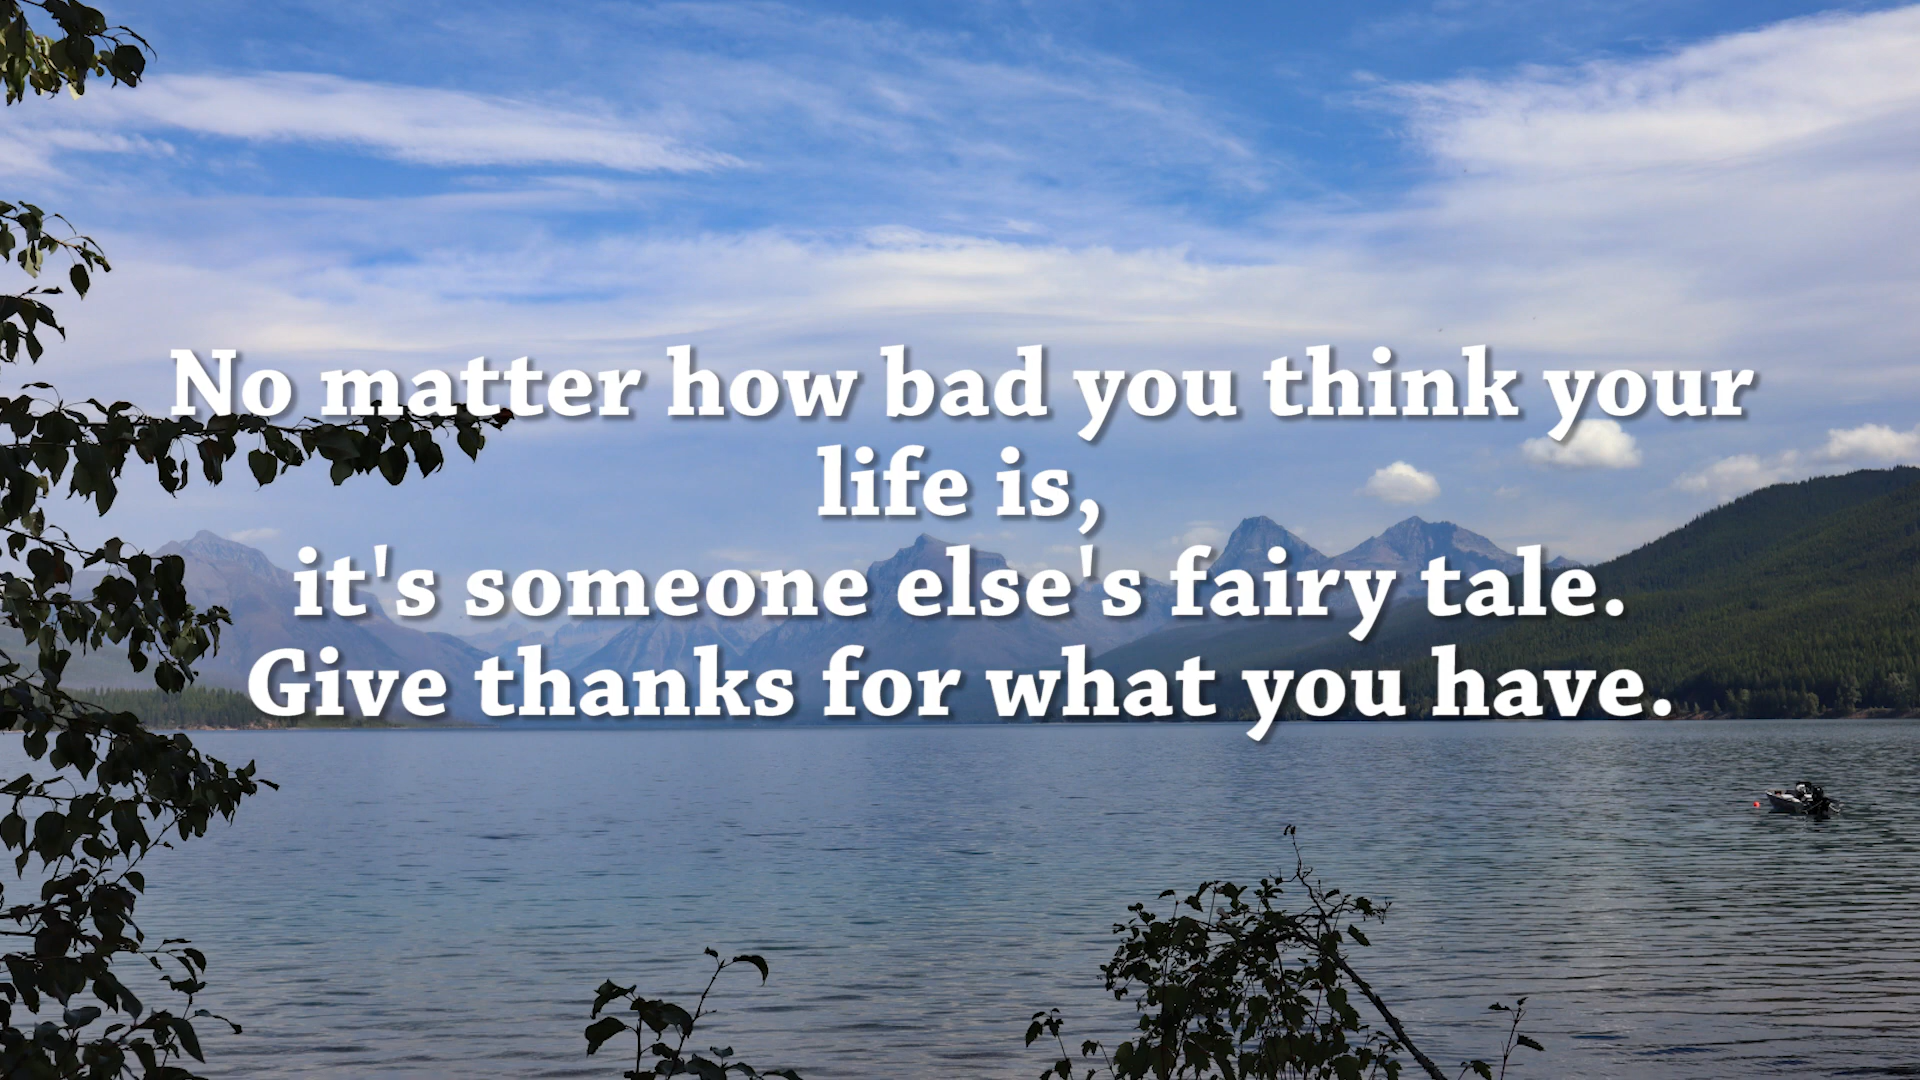 No matter how bad you think your
life is,
it's someone else's fairy tale.
Give thanks for what you have.